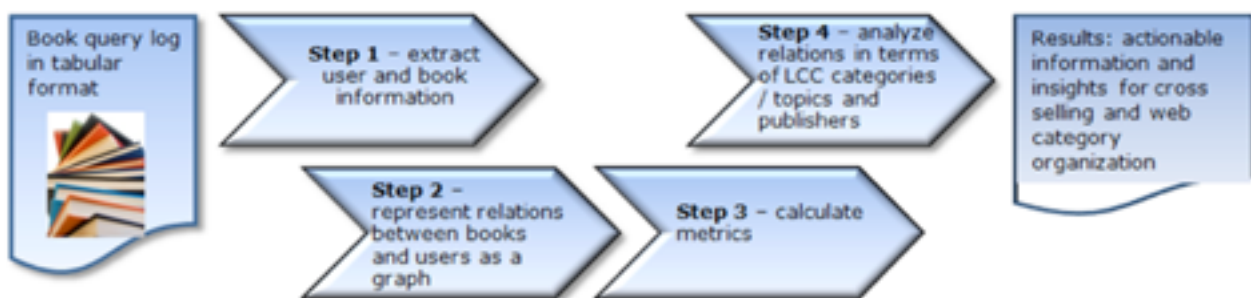 Book query log
in tabular
format
Step 1 – extract
user and book
information
Step 2 –
represent relations
between books
and users as a
graph
Step 3 – calculate
metrics
Step 4 – analyze
relations in terms
of LCC categories
/ topics and
publishers
Results: actionable
information and
insights for cross
selling and web
category
organization